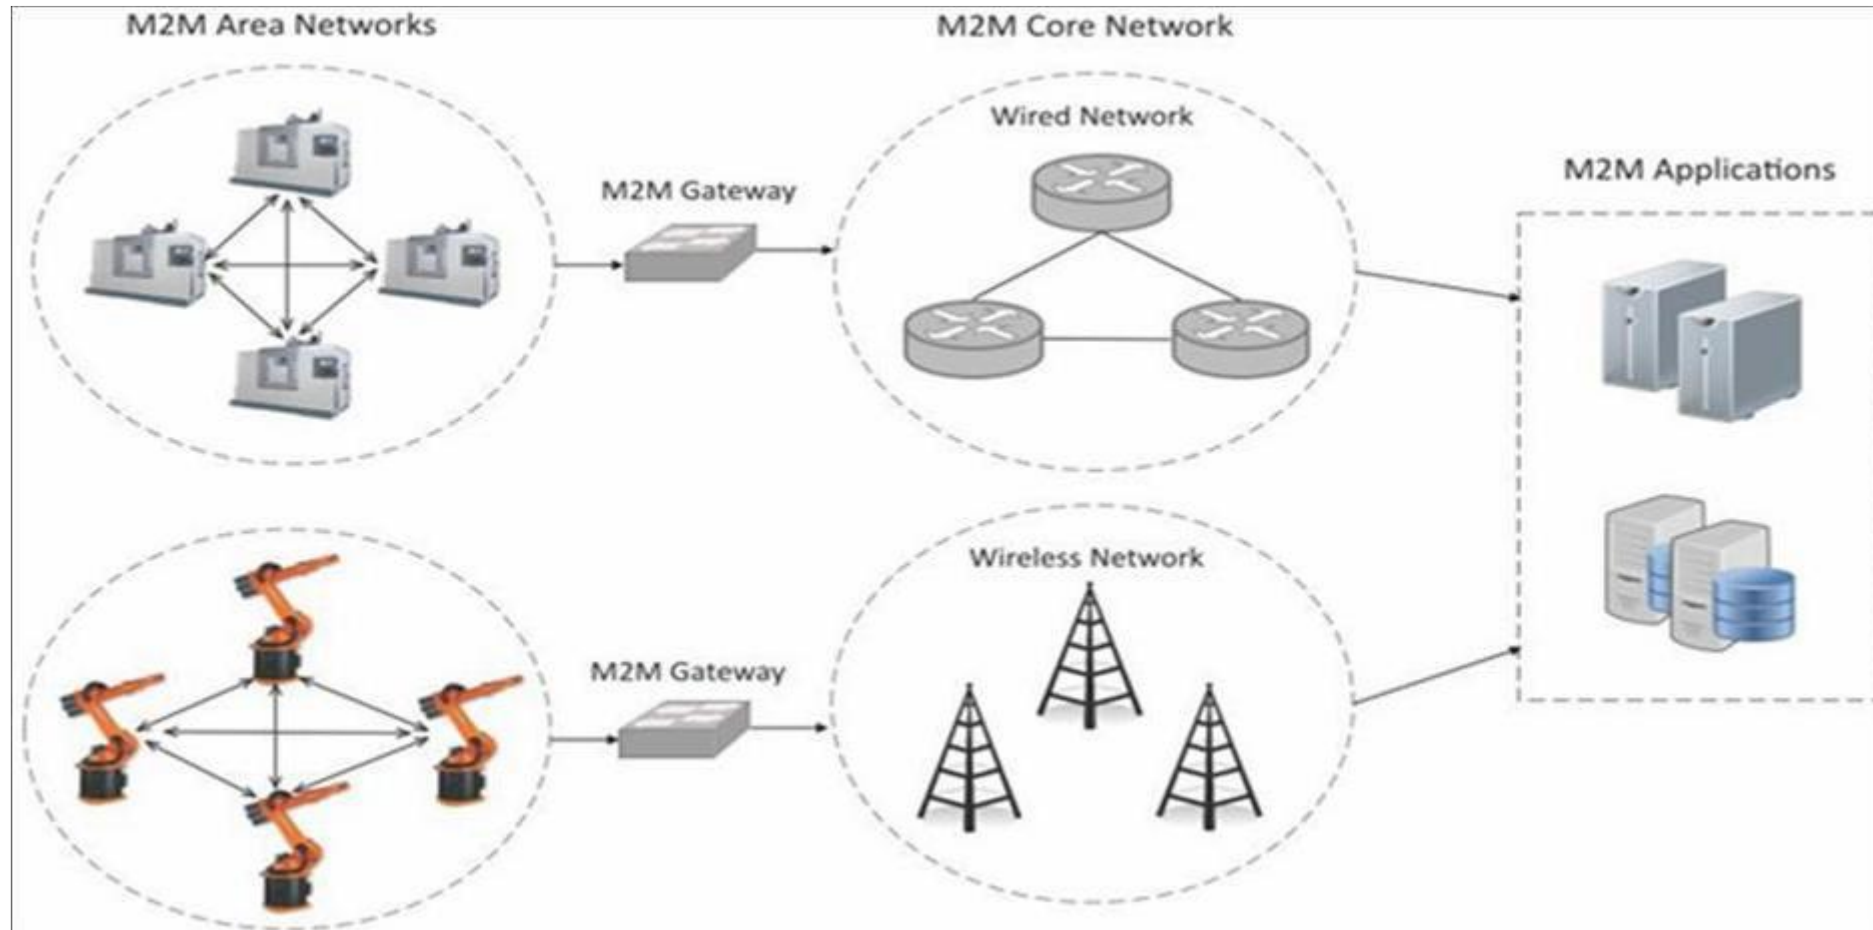 M2M Area Networks
M2M Core Network
Wired Network
M2M Gateway
M2M Applications
Wireless Network
M2M Gateway